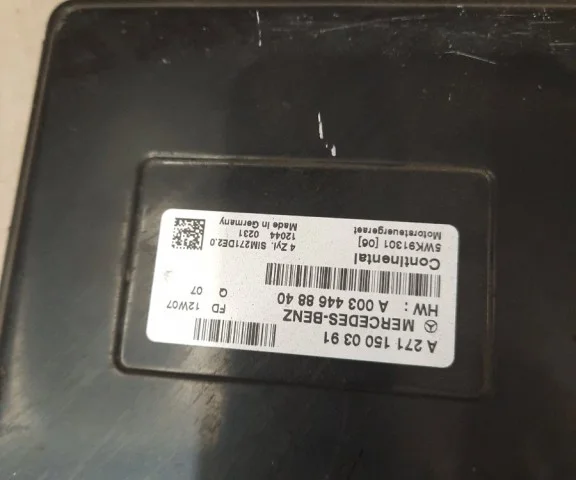 A 271 150 03 91
MERCEDES-BENZ
HW: A 003 446 88 40
FD 12W07
Q 07
Continental
5WK91301 [06]
Motorsteuergeraet
4 Zyl. SIM271DE2.0
12044 0231
Made in Germany